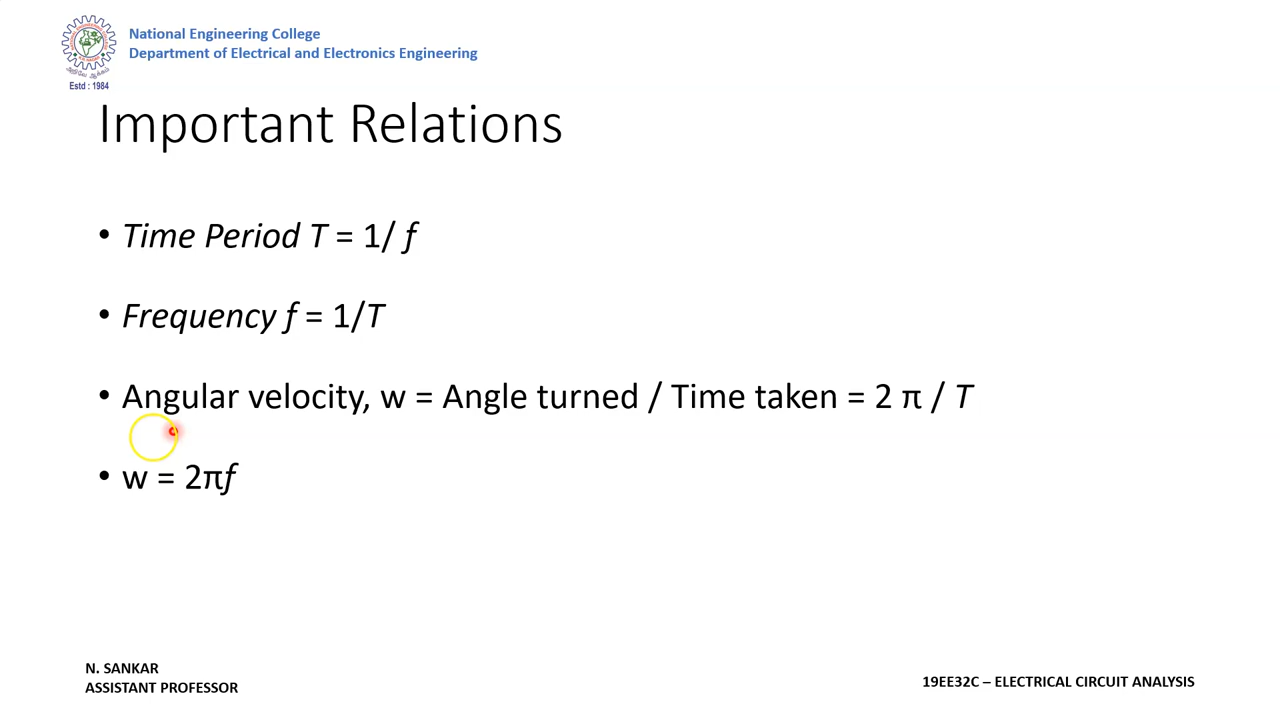 National Engineering College
Department of Electrical and Electronics Engineering
Estd : 1984
Important Relations
• Time Period T = 1/ f
• Frequency f = 1/T
• Angular velocity, w = Angle turned / Time taken = 2 π / T
• w = 2πf
N. SANKAR
ASSISTANT PROFESSOR
19EE32C – ELECTRICAL CIRCUIT ANALYSIS